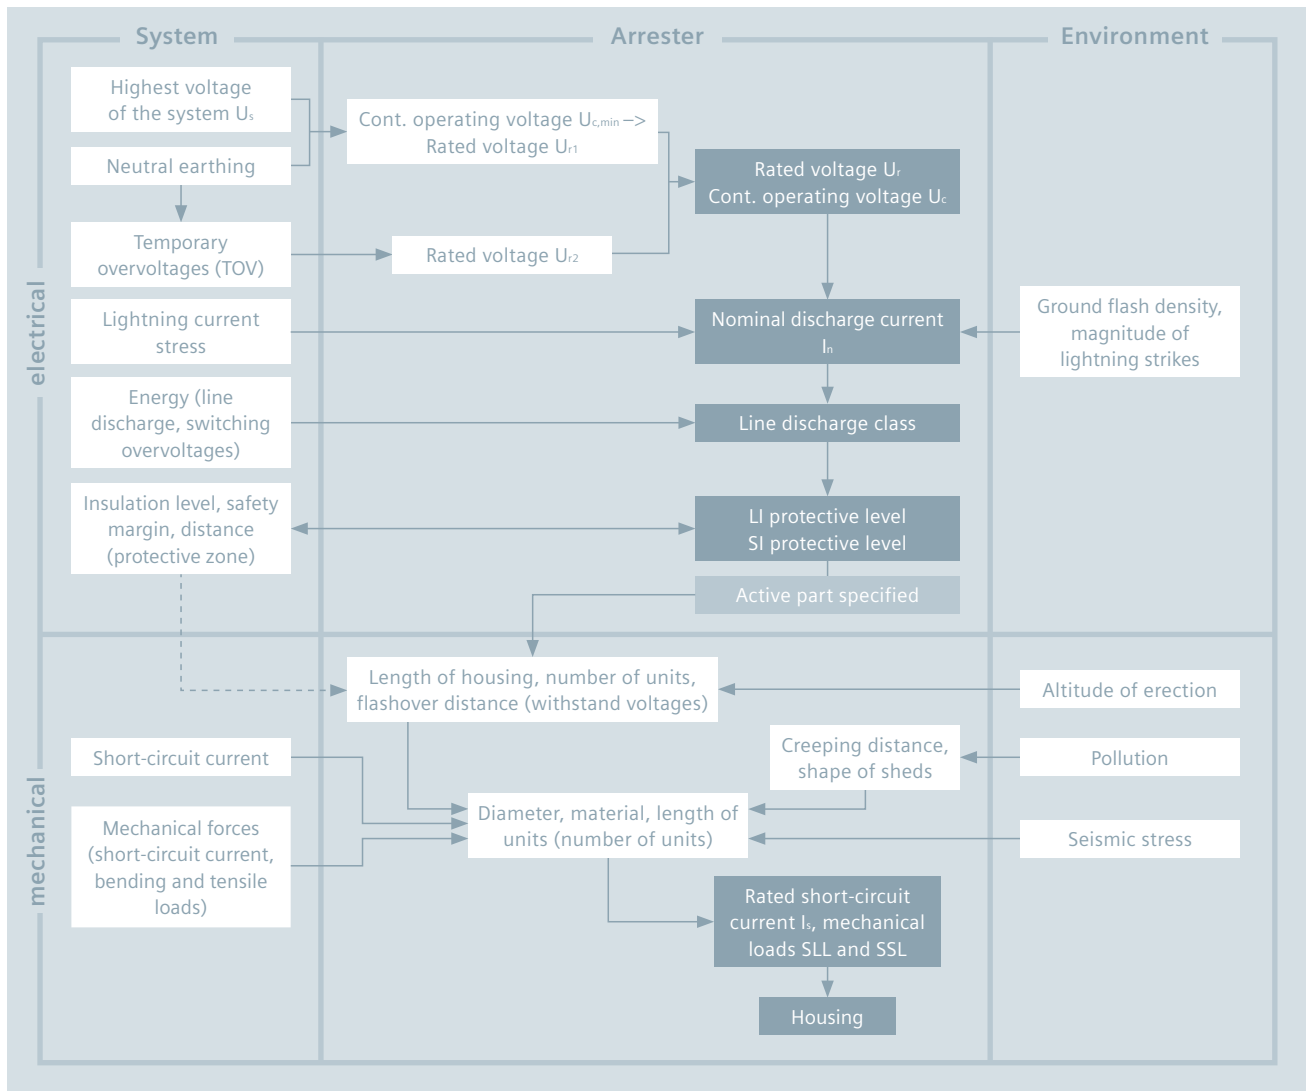 System
Arrester
Environment
electrical
Highest voltage
of the system Us
Neutral earthing
Temporary
overvoltages (TOV)
Lightning current
stress
Energy (line
discharge, switching
overvoltages)
Insulation level, safety
margin, distance
(protective zone)
Cont. operating voltage Uc,min –>
Rated voltage Ur1
Rated voltage Ur2
Rated voltage Ur
Cont. operating voltage Uc
Nominal discharge current
In
Line discharge class
LI protective level
SI protective level
Active part specified
Ground flash density,
magnitude of
lightning strikes
mechanical
Short-circuit current
Mechanical forces
(short-circuit current,
bending and tensile
loads)
Length of housing, number of units,
flashover distance (withstand voltages)
Creeping distance,
shape of sheds
Diameter, material, length of
units (number of units)
Rated short-circuit
current Is, mechanical
loads SLL and SSL
Housing
Altitude of erection
Pollution
Seismic stress